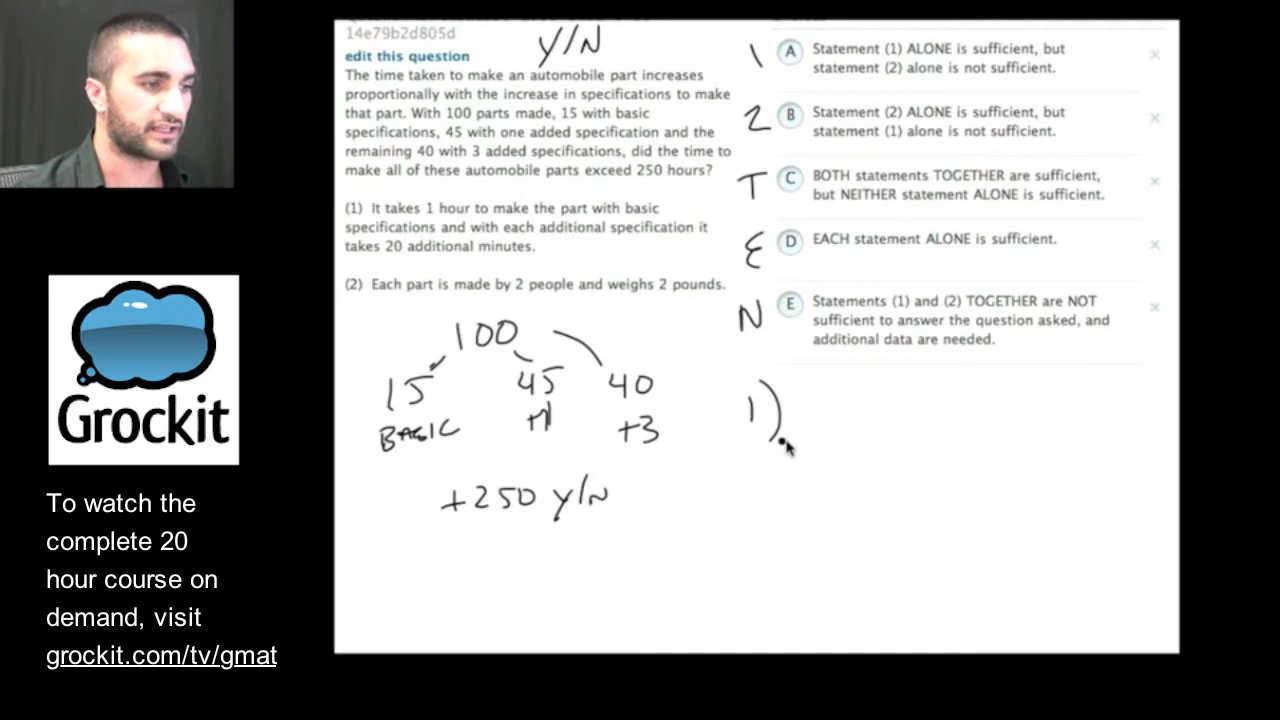 14e79b2d805d
Y/N
edit this question
The time taken to make an automobile part increases
proportionally with the increase in specifications to make
that part. With 100 parts made, 15 with basic
specifications, 45 with one added specification and the
remaining 40 with 3 added specifications, did the time to
make all of these automobile parts exceed 250 hours?
(1) It takes 1 hour to make the part with basic
specifications and with each additional specification it
takes 20 additional minutes.
(2) Each part is made by 2 people and weighs 2 pounds.
100
15 45 40
BASIC +1 +3
+250 Y/N
1 A Statement (1) ALONE is sufficient, but
statement (2) alone is not sufficient.
2 B Statement (2) ALONE is sufficient, but
statement (1) alone is not sufficient.
T C BOTH statements TOGETHER are sufficient,
but NEITHER statement ALONE is sufficient.
E D EACH statement ALONE is sufficient.
N E Statements (1) and (2) TOGETHER are NOT
sufficient to answer the question asked, and
additional data are needed.
1)
Grockit
To watch the
complete 20
hour course on
demand, visit
grockit.com/tv/gmat